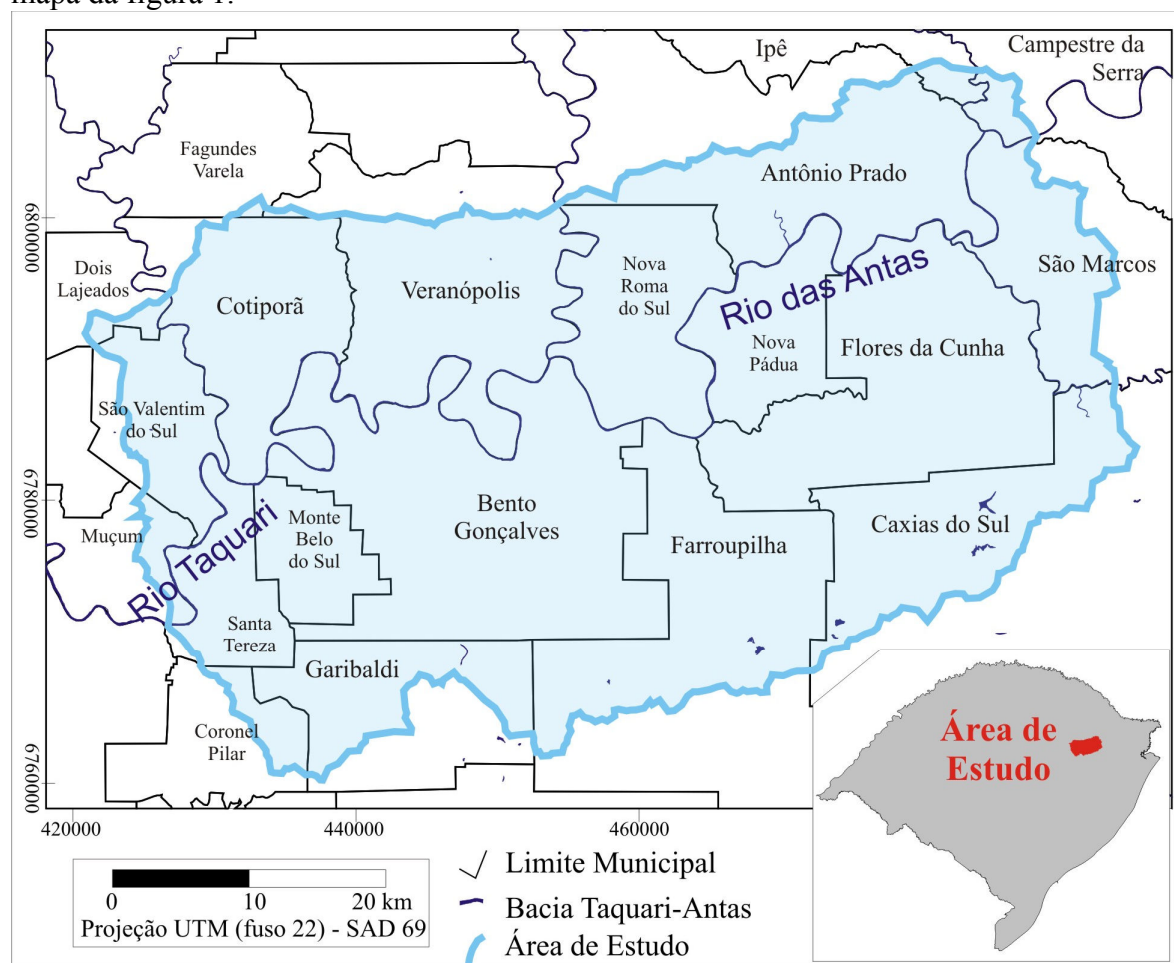 mapa da figura 1.
Ipê
Campestre da
Serra
Fagundes
Varela
Antônio Prado
6800000
Dois
Lajeados
Cotiporã
Veranópolis
Nova
Roma
do Sul
Rio das Antas
São Marcos
Nova
Pádua
Flores da Cunha
São Valentim
do Sul
6780000
Muçum
Rio Taquari
Monte
Belo
do Sul
Bento
Gonçalves
Farroupilha
Caxias do Sul
Santa
Tereza
Garibaldi
Coronel
Pilar
6760000
420000
440000
460000
Área de
Estudo
0
10
20 km
Projeção UTM (fuso 22) - SAD 69
Limite Municipal
Bacia Taquari-Antas
Área de Estudo